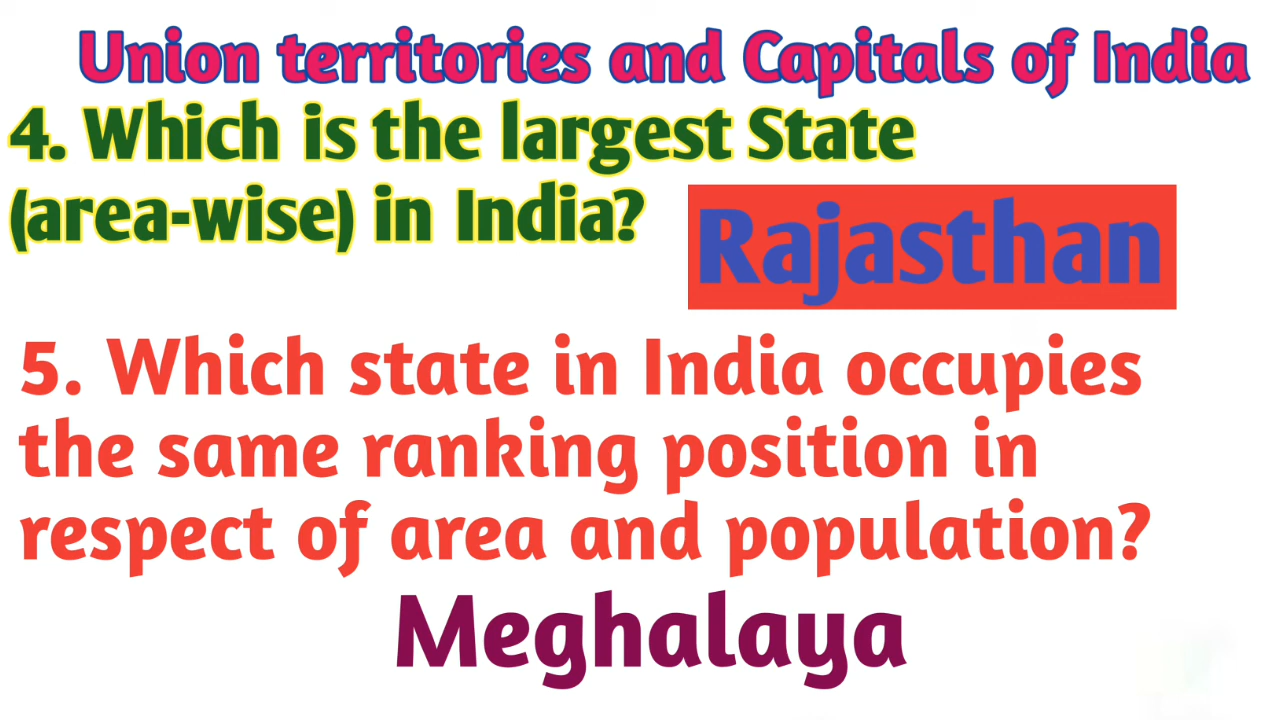 Union territories and Capitals of India
4. Which is the largest State
(area-wise) in India?
Rajasthan
5. Which state in India occupies
the same ranking position in
respect of area and population?
Meghalaya